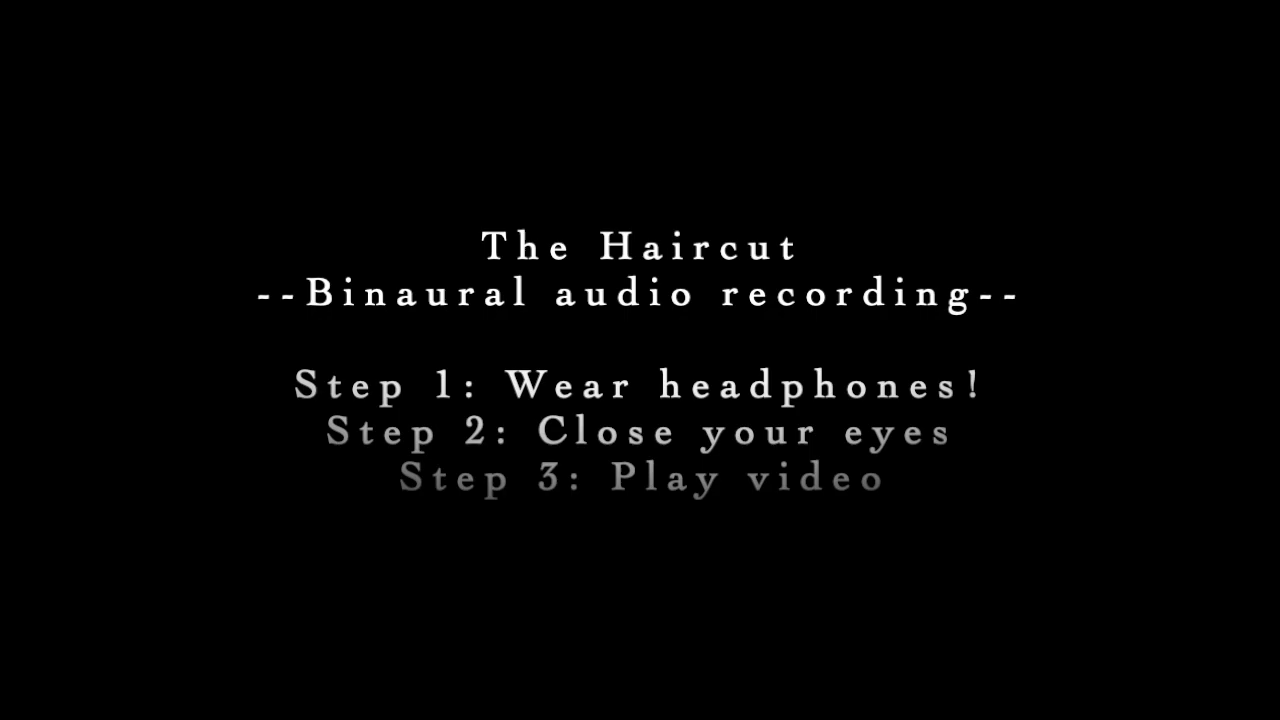 The Haircut
--Binaural audio recording--
Step 1: Wear headphones!
Step 2: Close your eyes
Step 3: Play video